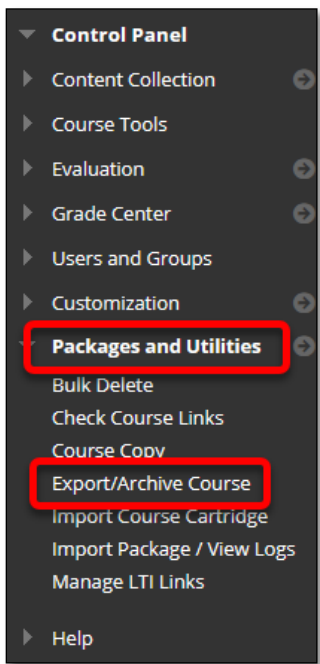 Control Panel
Content Collection
Course Tools
Evaluation
Grade Center
Users and Groups
Customization
Packages and Utilities
Bulk Delete
Check Course Links
Course Copy
Export/Archive Course
Import Course Cartridge
Import Package / View Logs
Manage LTI Links
Help